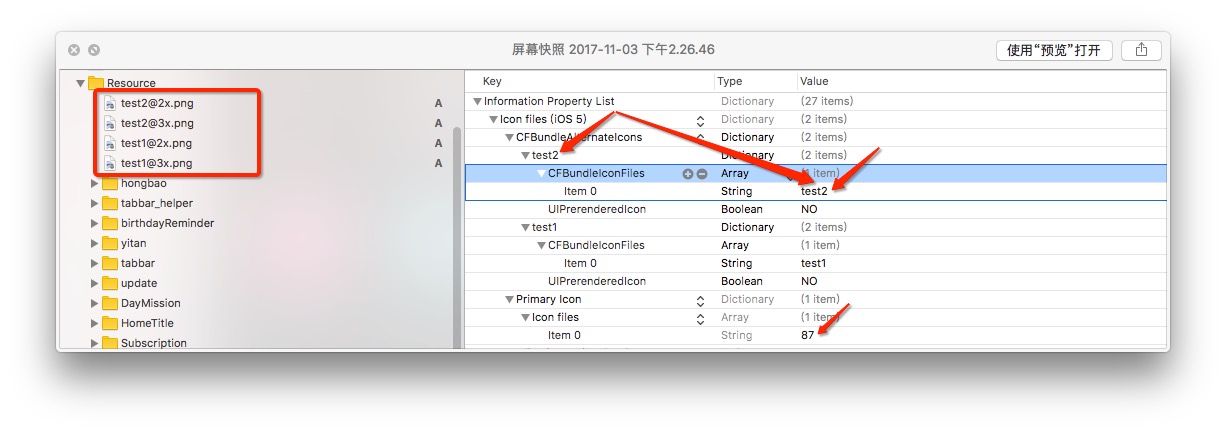 屏幕快照 2017-11-03 下午2.26.46
使用“预览”打开
Resource
test2@2x.png A
test2@3x.png A
test1@2x.png A
test1@3x.png A
hongbao
tabbar_helper
birthdayReminder
yitan
tabbar
update
DayMission
HomeTitle
Subscription
Key Type Value
Information Property List Dictionary (27 items)
Icon files (iOS 5) Dictionary (2 items)
CFBundleAlternateIcons Dictionary (2 items)
test2 Dictionary (2 items)
CFBundleIconFiles Array (1 item)
Item 0 String test2
UIPrerenderedIcon Boolean NO
test1 Dictionary (2 items)
CFBundleIconFiles Array (1 item)
Item 0 String test1
UIPrerenderedIcon Boolean NO
Primary Icon Dictionary (1 item)
Icon files Array (1 item)
Item 0 String 87